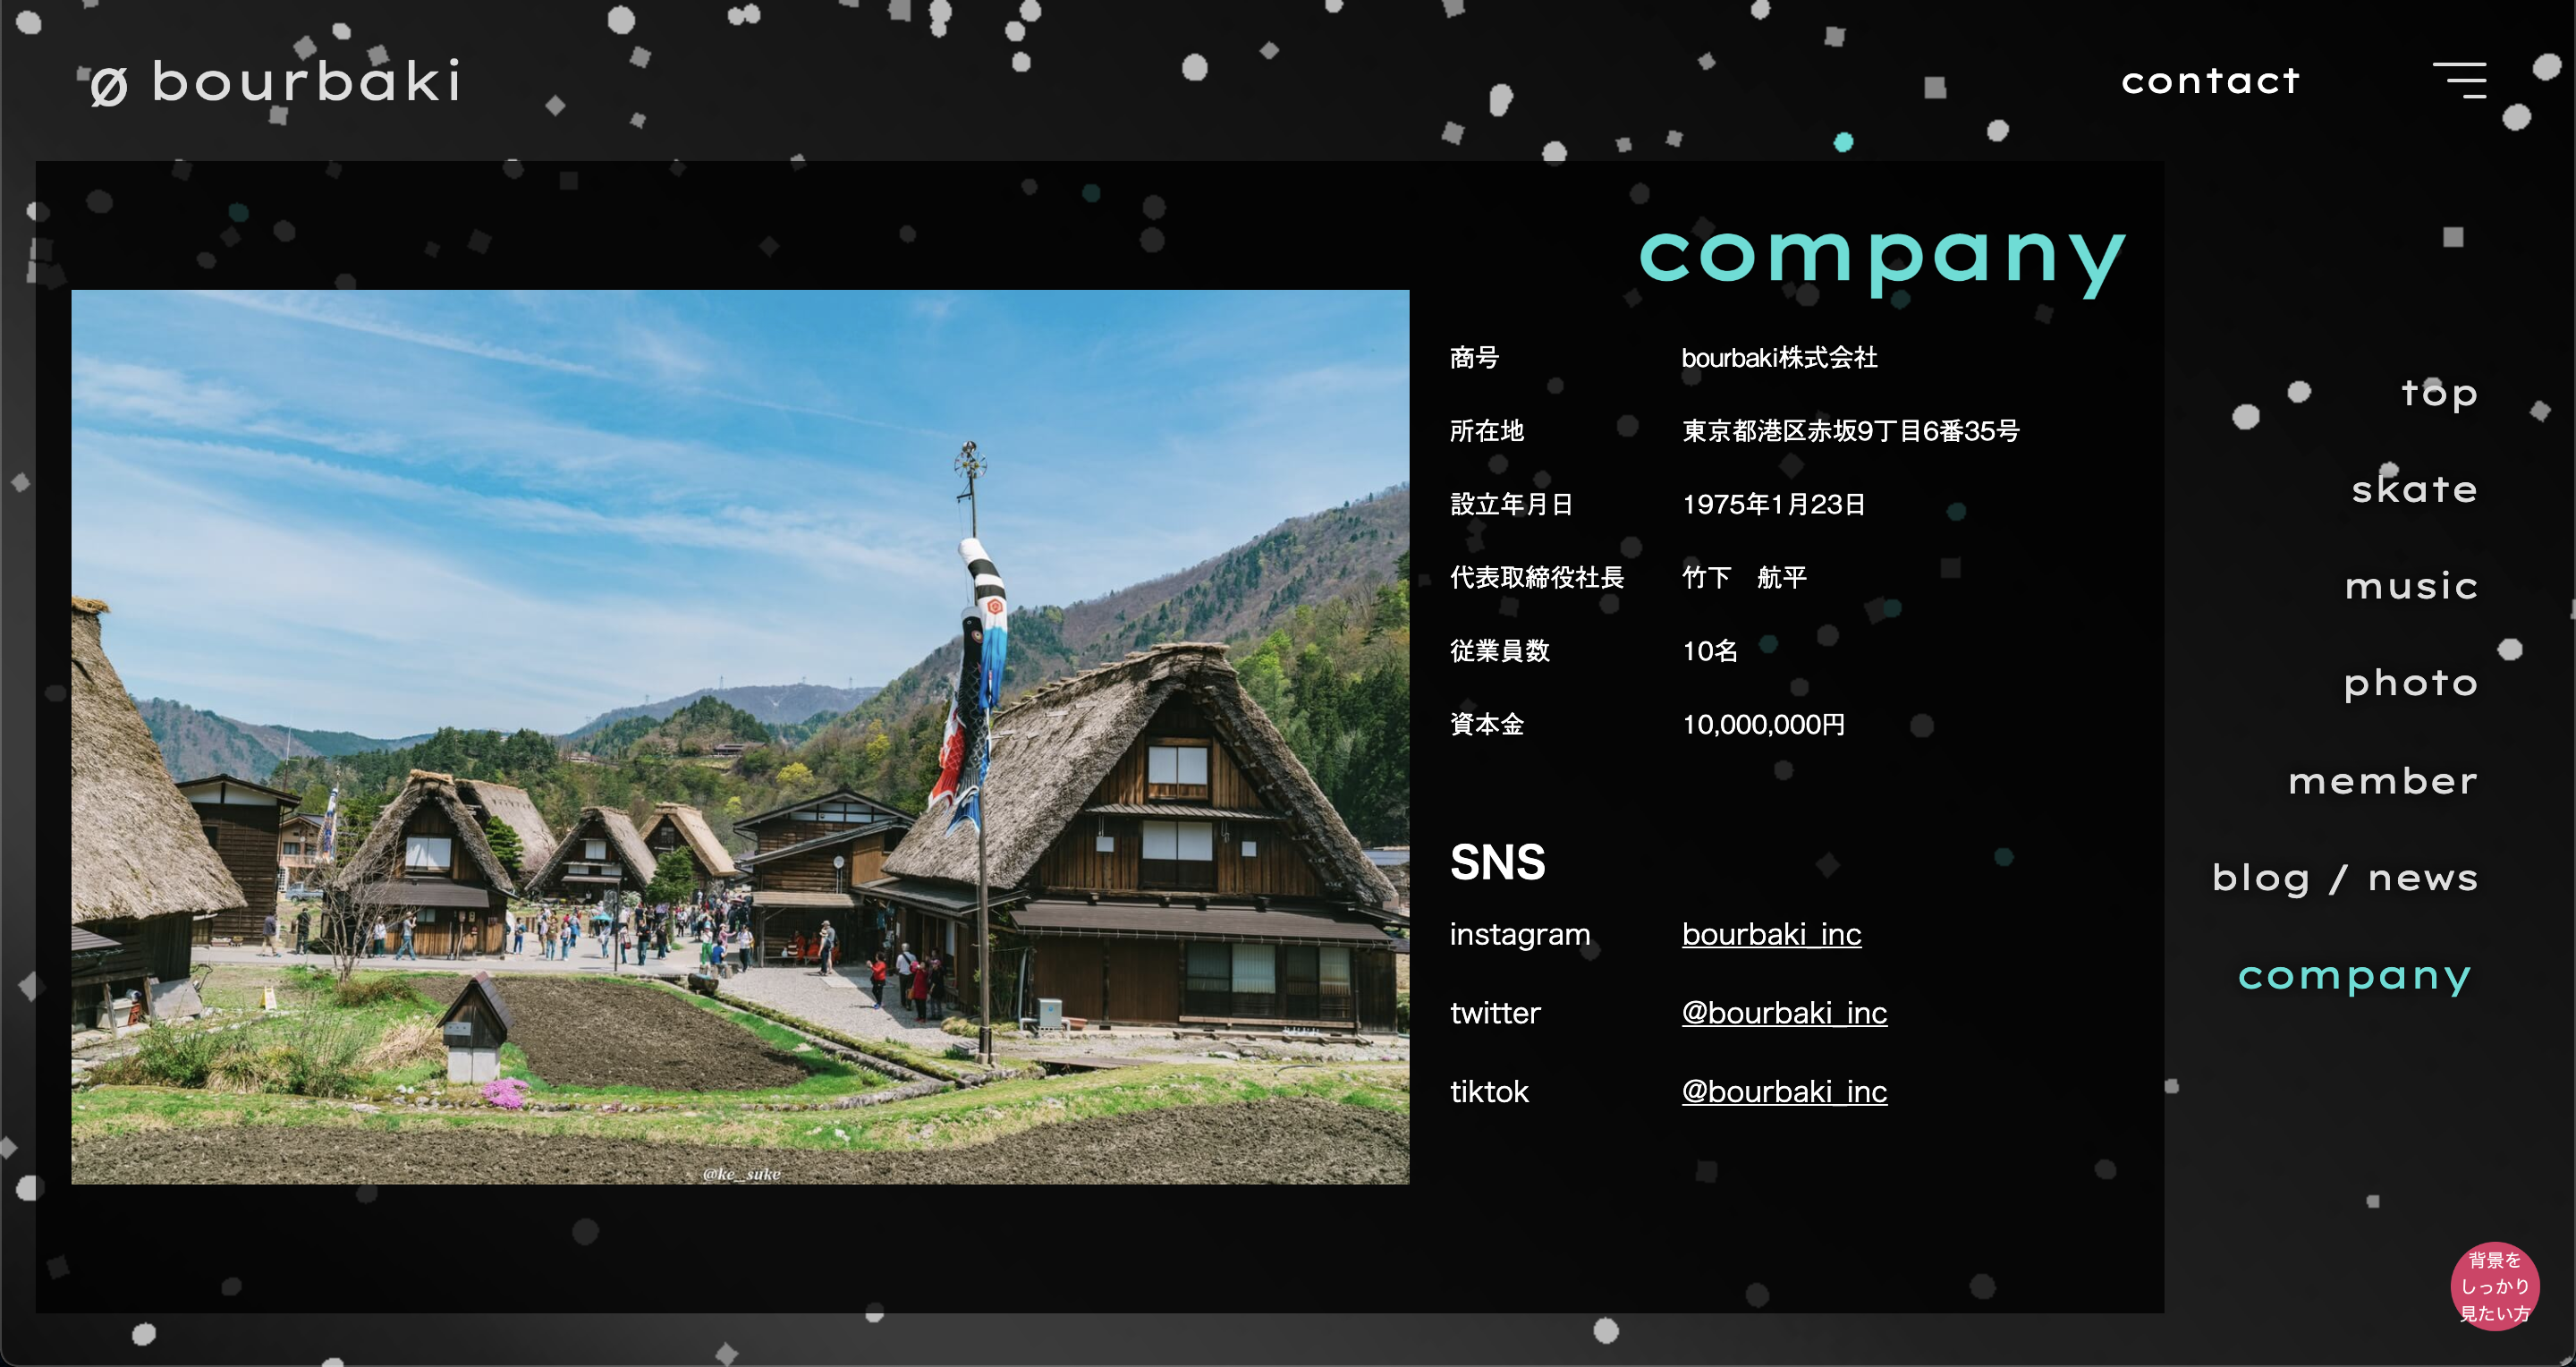 ø bourbaki
contact
company
商号 bourbaki株式会社
所在地 東京都港区赤坂9丁目6番35号
設立年月日 1975年1月23日
代表取締役社長 竹下　航平
従業員数 10名
資本金 10,000,000円
SNS
instagram bourbaki_inc
twitter @bourbaki_inc
tiktok @bourbaki_inc
@ke_suke
top
skate
music
photo
member
blog / news
company
背景を
しっかり
見たい方